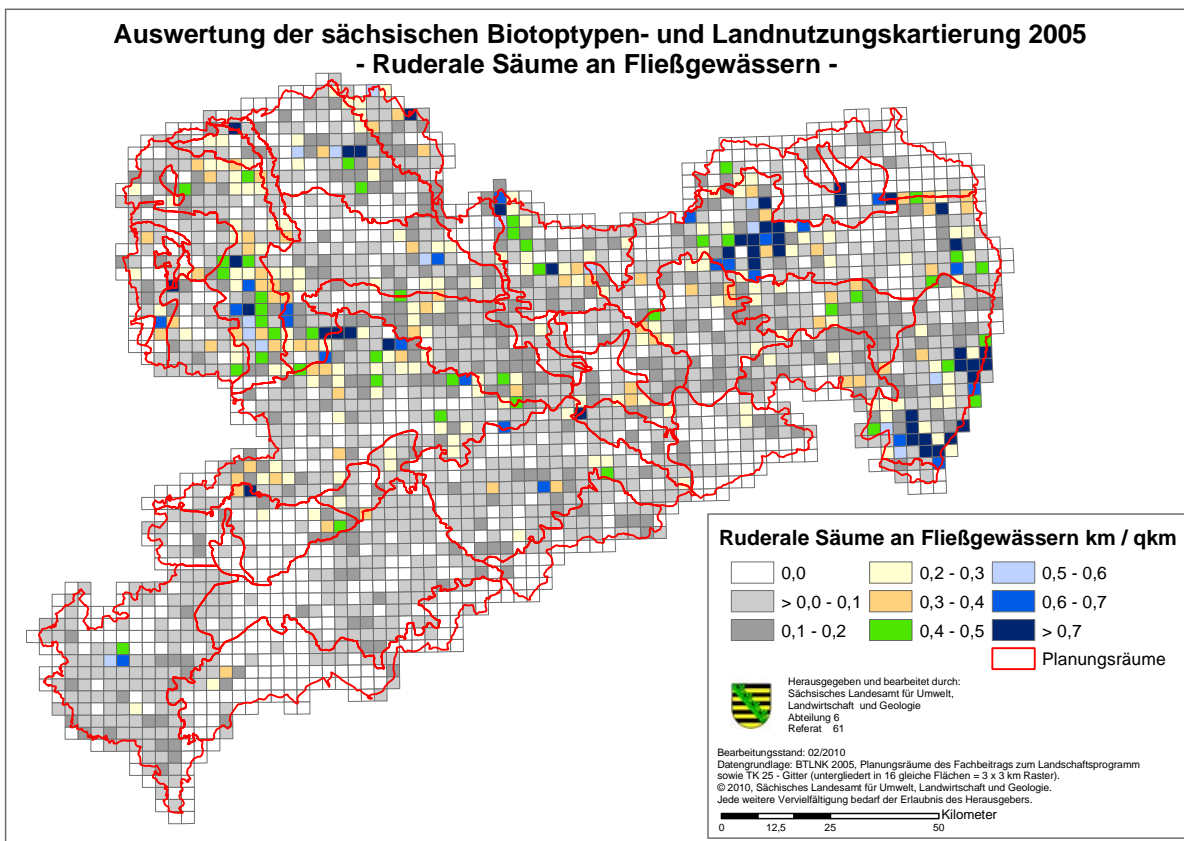 Auswertung der sächsischen Biotoptypen- und Landnutzungskartierung 2005
- Ruderale Säume an Fließgewässern -
Ruderale Säume an Fließgewässern km / qkm
0,0
> 0,0 - 0,1
0,1 - 0,2
0,2 - 0,3
0,3 - 0,4
0,4 - 0,5
0,5 - 0,6
0,6 - 0,7
> 0,7
Planungsräume
Herausgegeben und bearbeitet durch:
Sächsisches Landesamt für Umwelt,
Landwirtschaft und Geologie
Abteilung 6
Referat 61
Bearbeitungsstand: 02/2010
Datengrundlage: BTLNK 2005, Planungsräume des Fachbeitrags zum Landschaftsprogramm
sowie TK 25 - Gitter (untergliedert in 16 gleiche Flächen = 3 x 3 km Raster).
© 2010, Sächsisches Landesamt für Umwelt, Landwirtschaft und Geologie.
Jede weitere Vervielfältigung bedarf der Erlaubnis des Herausgebers.
Kilometer
0 12,5 25 50